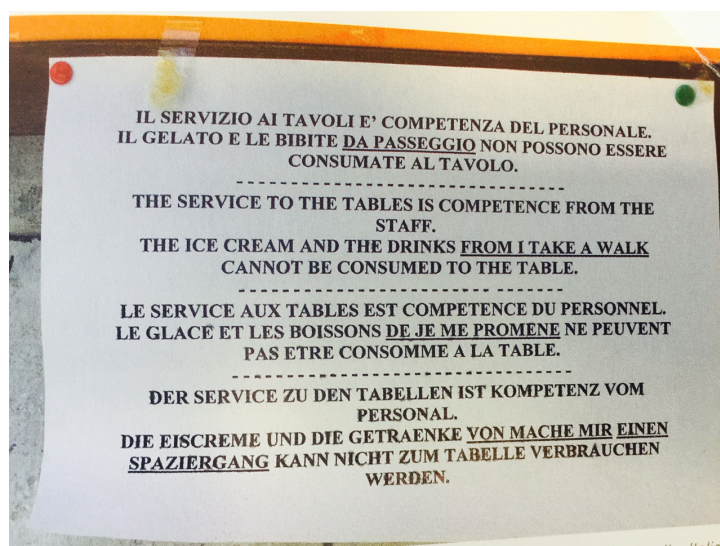 IL SERVIZIO AI TAVOLI E' COMPETENZA DEL PERSONALE.
IL GELATO E LE BIBITE DA PASSEGGIO NON POSSONO ESSERE
CONSUMATE AL TAVOLO.
---------------------------------
THE SERVICE TO THE TABLES IS COMPETENCE FROM THE
STAFF.
THE ICE CREAM AND THE DRINKS FROM I TAKE A WALK
CANNOT BE CONSUMED TO THE TABLE.
---------------------------------
LE SERVICE AUX TABLES EST COMPETENCE DU PERSONNEL.
LE GLACE ET LES BOISSONS DE JE ME PROMENE NE PEUVENT
PAS ETRE CONSOMME A LA TABLE.
---------------------------------
DER SERVICE ZU DEN TABELLEN IST KOMPETENZ VOM
PERSONAL.
DIE EISCREME UND DIE GETRAENKE VON MACHE MIR EINEN
SPAZIERGANG KANN NICHT ZUM TABELLE VERBRAUCHEN
WERDEN.